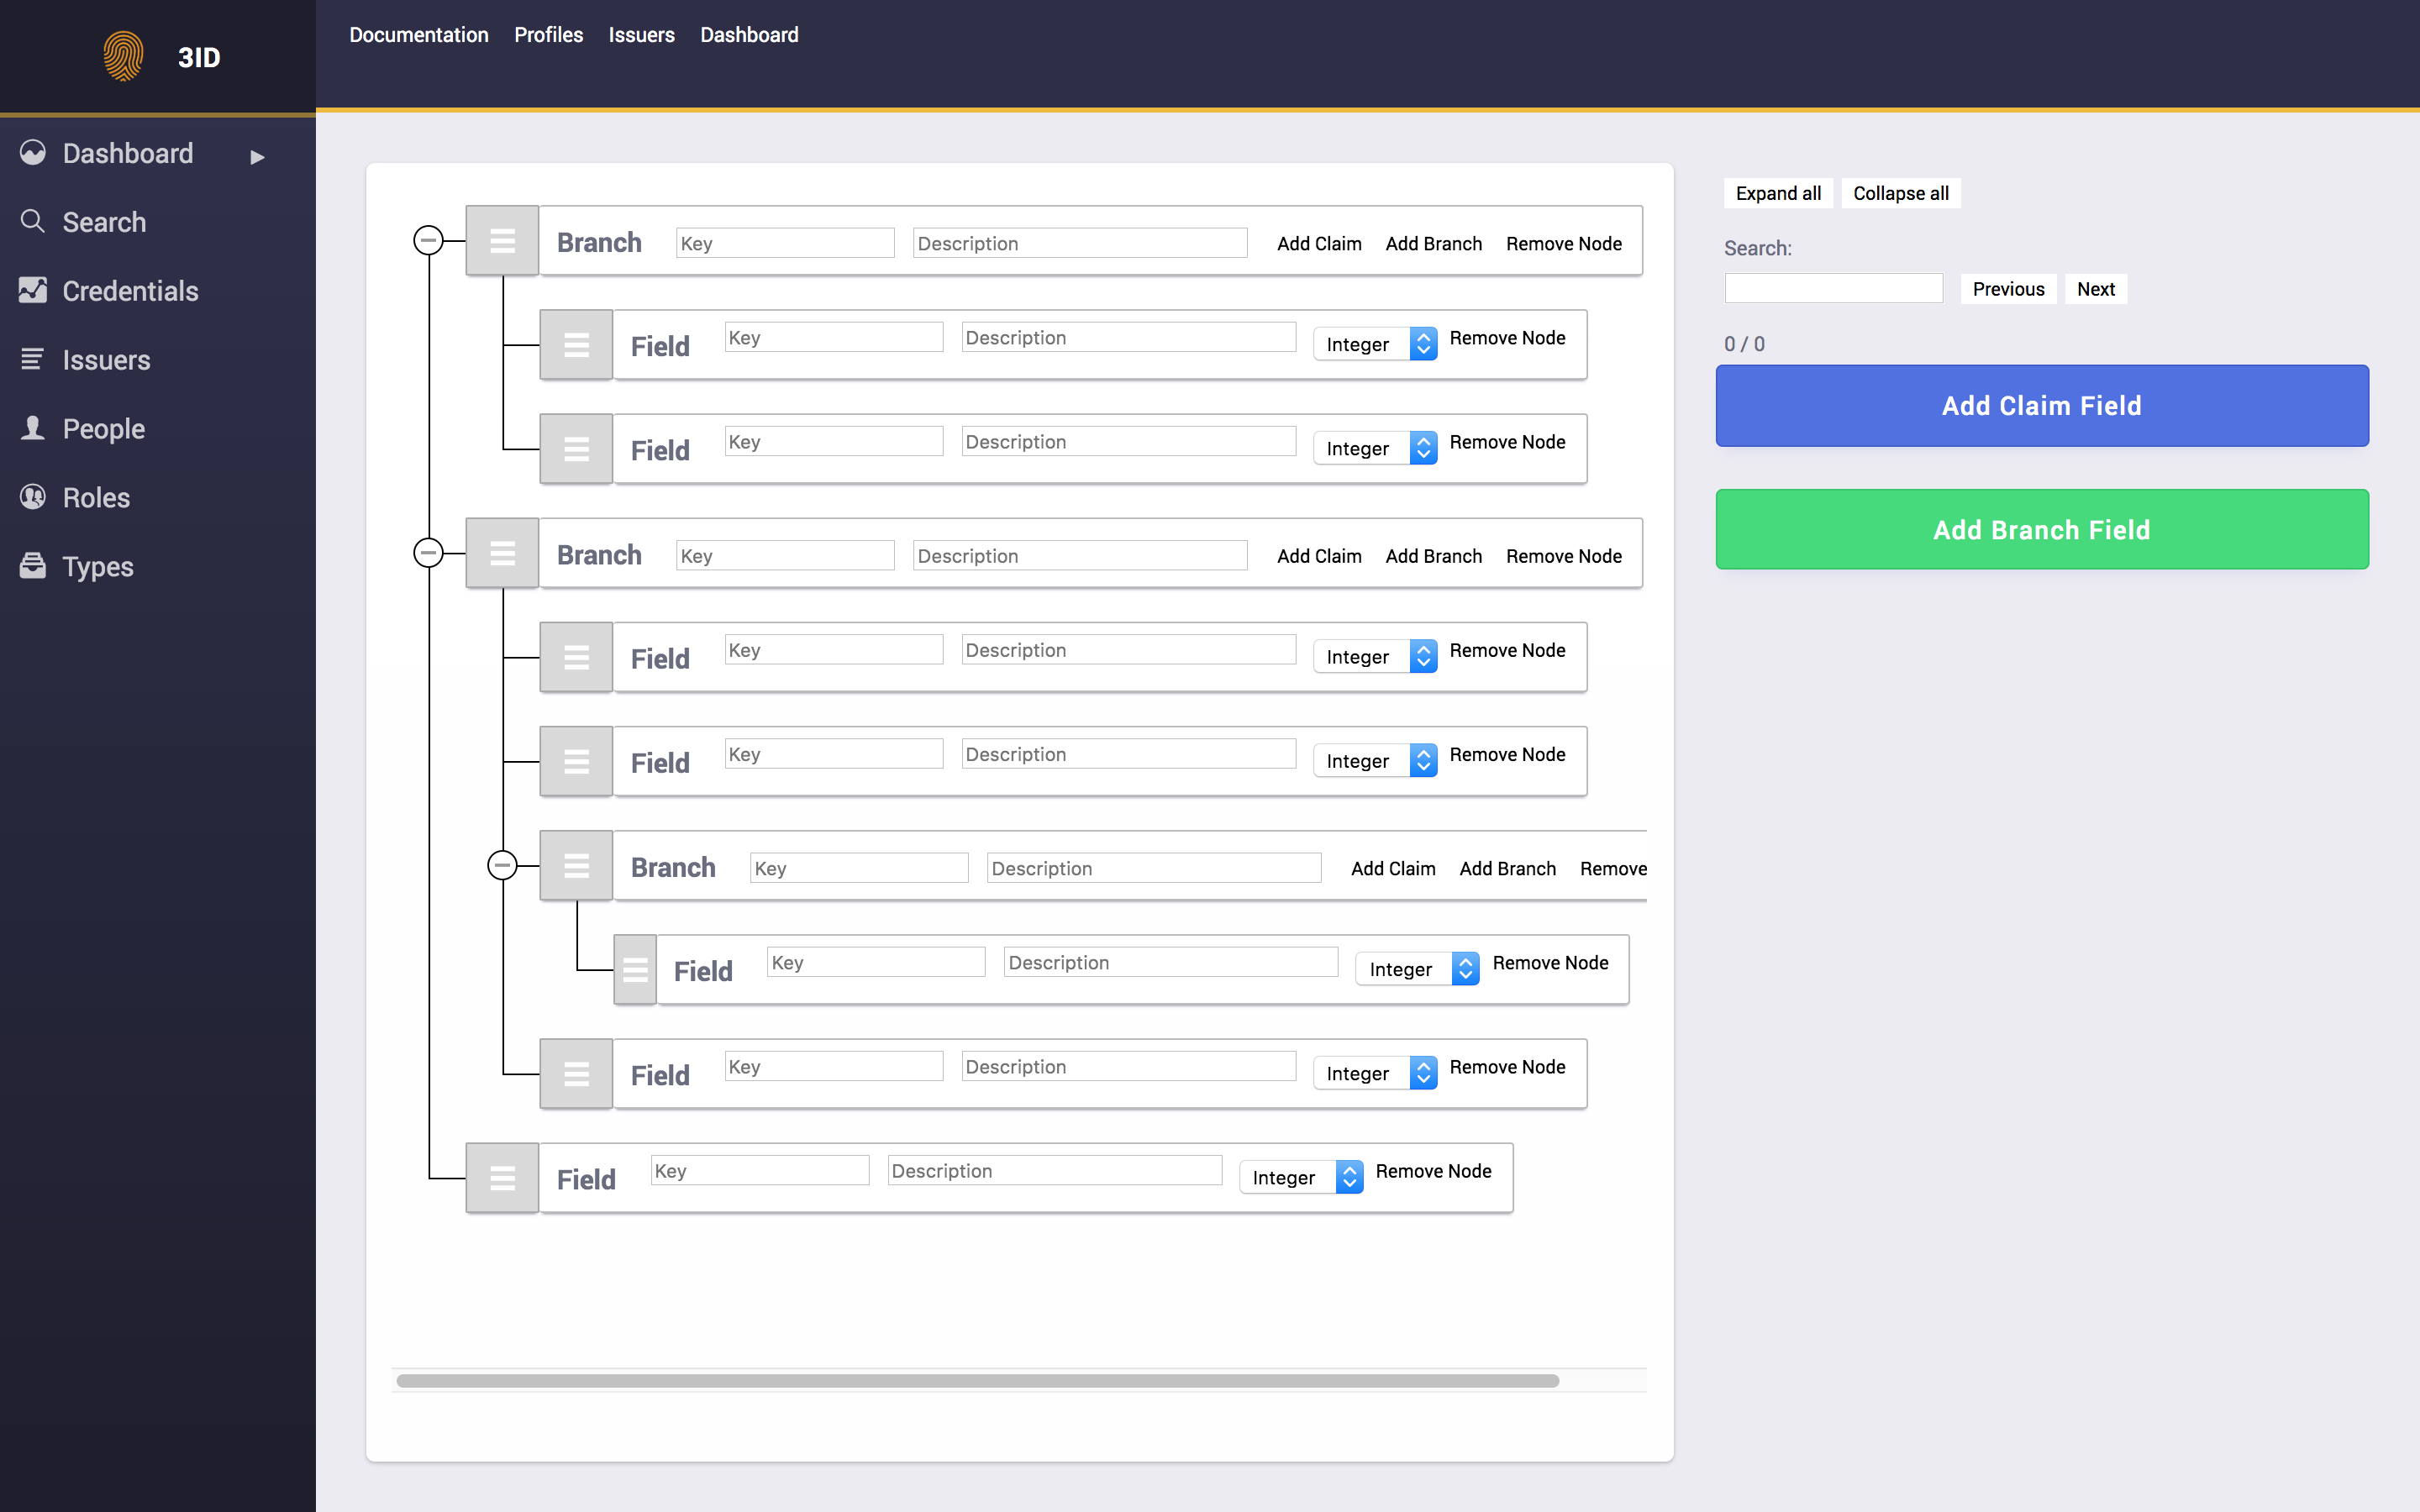 3ID
Documentation Profiles Issuers Dashboard
Dashboard
Search
Credentials
Issuers
People
Roles
Types
Branch Key Description Add Claim Add Branch Remove Node
Field Key Description Integer Remove Node
Field Key Description Integer Remove Node
Branch Key Description Add Claim Add Branch Remove Node
Field Key Description Integer Remove Node
Field Key Description Integer Remove Node
Branch Key Description Add Claim Add Branch Remove
Field Key Description Integer Remove Node
Field Key Description Integer Remove Node
Field Key Description Integer Remove Node
Expand all Collapse all
Search:
Previous Next
0 / 0
Add Claim Field
Add Branch Field